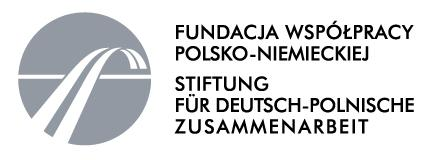 FUNDACJA WSPÓŁPRACY
POLSKO-NIEMIECKIEJ
STIFTUNG
FÜR DEUTSCH-POLNISCHE
ZUSAMMENARBEIT